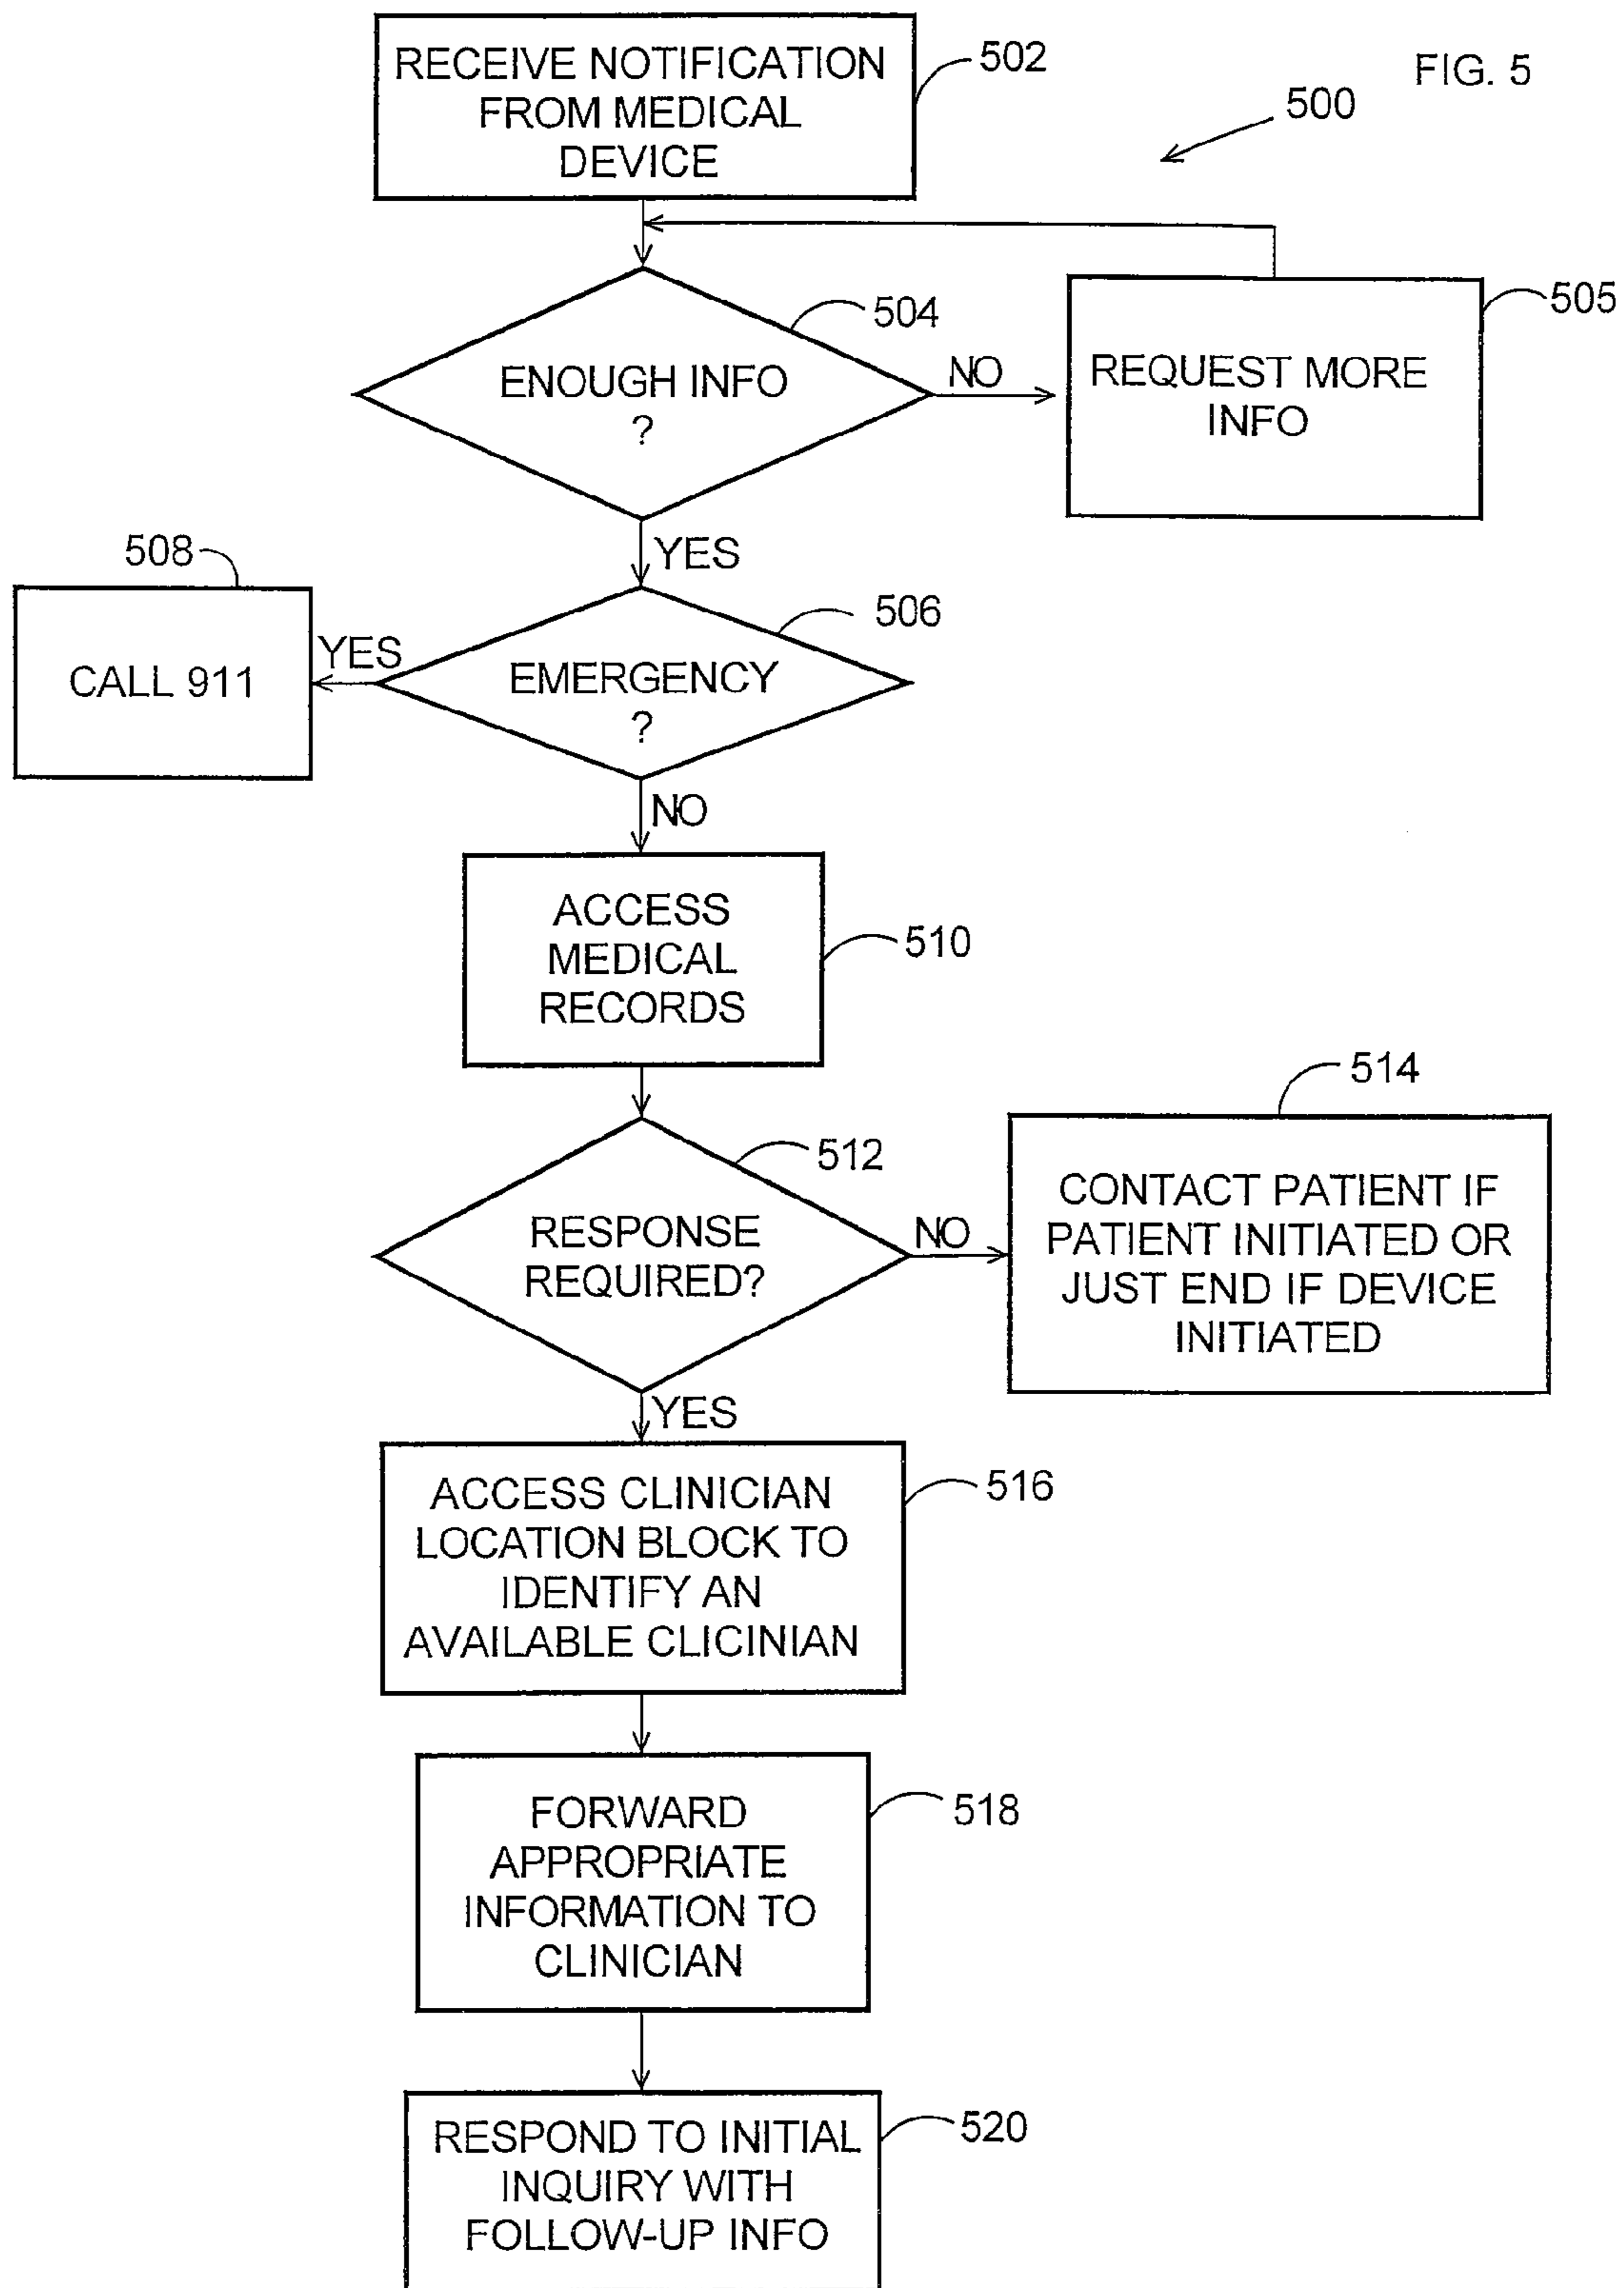 RECEIVE NOTIFICATION
FROM MEDICAL
DEVICE
502
FIG. 5
500
504
ENOUGH INFO
?
NO
505
REQUEST MORE
INFO
YES
508
CALL 911
YES
506
EMERGENCY
?
NO
ACCESS
MEDICAL
RECORDS
510
512
RESPONSE
REQUIRED?
NO
514
CONTACT PATIENT IF
PATIENT INITIATED OR
JUST END IF DEVICE
INITIATED
YES
ACCESS CLINICIAN
LOCATION BLOCK TO
IDENTIFY AN
AVAILABLE CLICINIAN
516
FORWARD
APPROPRIATE
INFORMATION TO
CLINICIAN
518
RESPOND TO INITIAL
INQUIRY WITH
FOLLOW-UP INFO
520